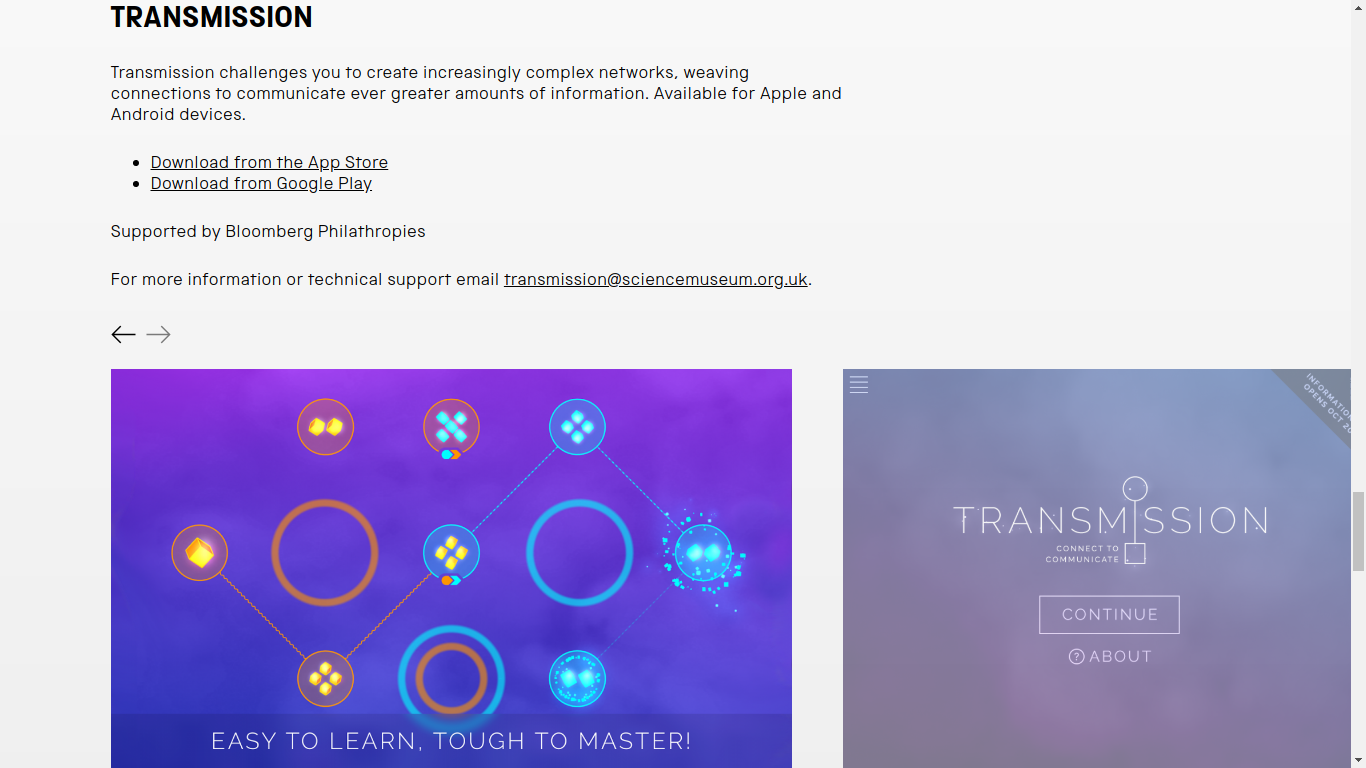 TRANSMISSION
Transmission challenges you to create increasingly complex networks, weaving
connections to communicate ever greater amounts of information. Available for Apple and
Android devices.
Download from the App Store
Download from Google Play
Supported by Bloomberg Philathropies
For more information or technical support email transmission@sciencemuseum.org.uk.
EASY TO LEARN, TOUGH TO MASTER!
INFORMATION
OPENS OCT
TRANSMISSION
CONNECT TO
COMMUNICATE
CONTINUE
? ABOUT